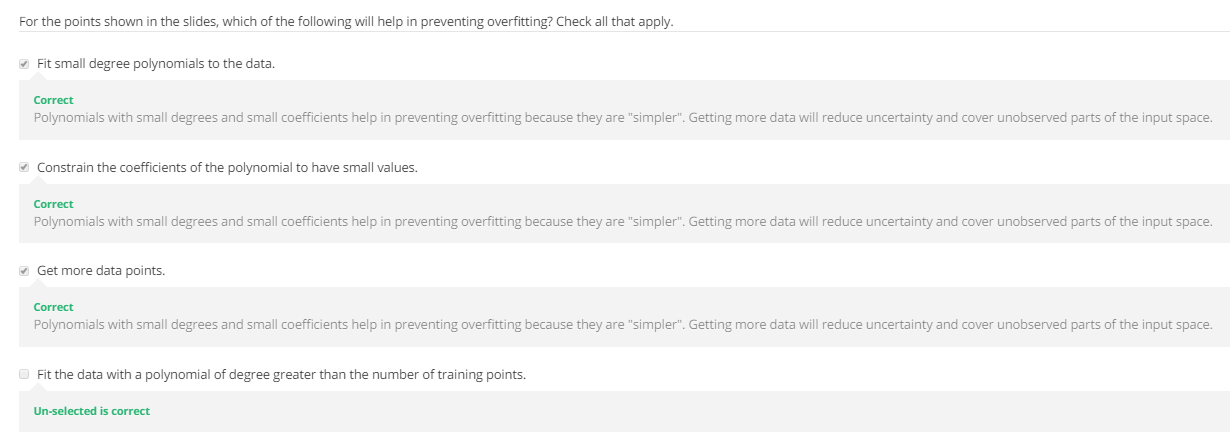 For the points shown in the slides, which of the following will help in preventing overfitting? Check all that apply.
Fit small degree polynomials to the data.
Correct
Polynomials with small degrees and small coefficients help in preventing overfitting because they are "simpler". Getting more data will reduce uncertainty and cover unobserved parts of the input space.
Constrain the coefficients of the polynomial to have small values.
Correct
Polynomials with small degrees and small coefficients help in preventing overfitting because they are "simpler". Getting more data will reduce uncertainty and cover unobserved parts of the input space.
Get more data points.
Correct
Polynomials with small degrees and small coefficients help in preventing overfitting because they are "simpler". Getting more data will reduce uncertainty and cover unobserved parts of the input space.
Fit the data with a polynomial of degree greater than the number of training points.
Un-selected is correct